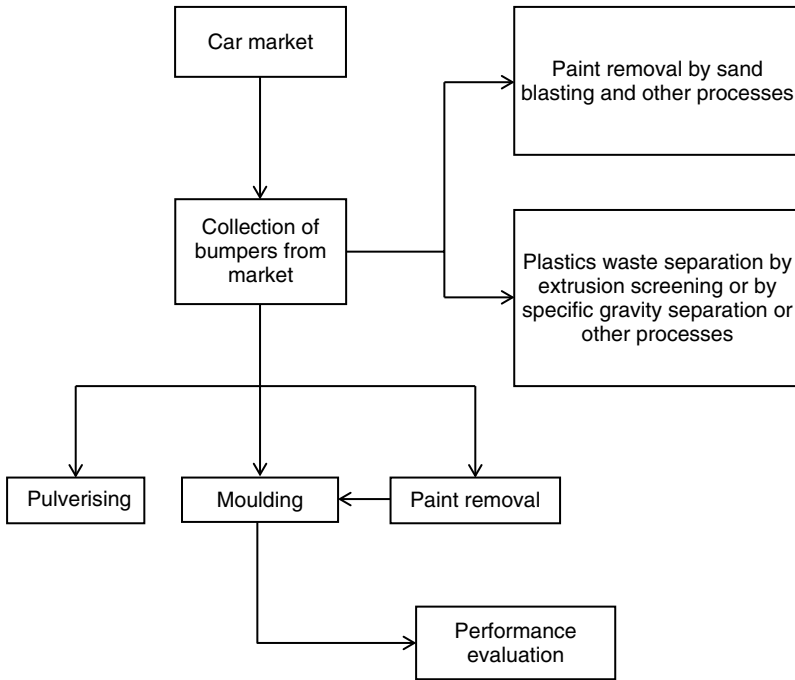 Car market
Paint removal by sand
blasting and other processes
Collection of
bumpers from
market
Plastics waste separation by
extrusion screening or by
specific gravity separation or
other processes
Pulverising
Moulding
Paint removal
Performance
evaluation